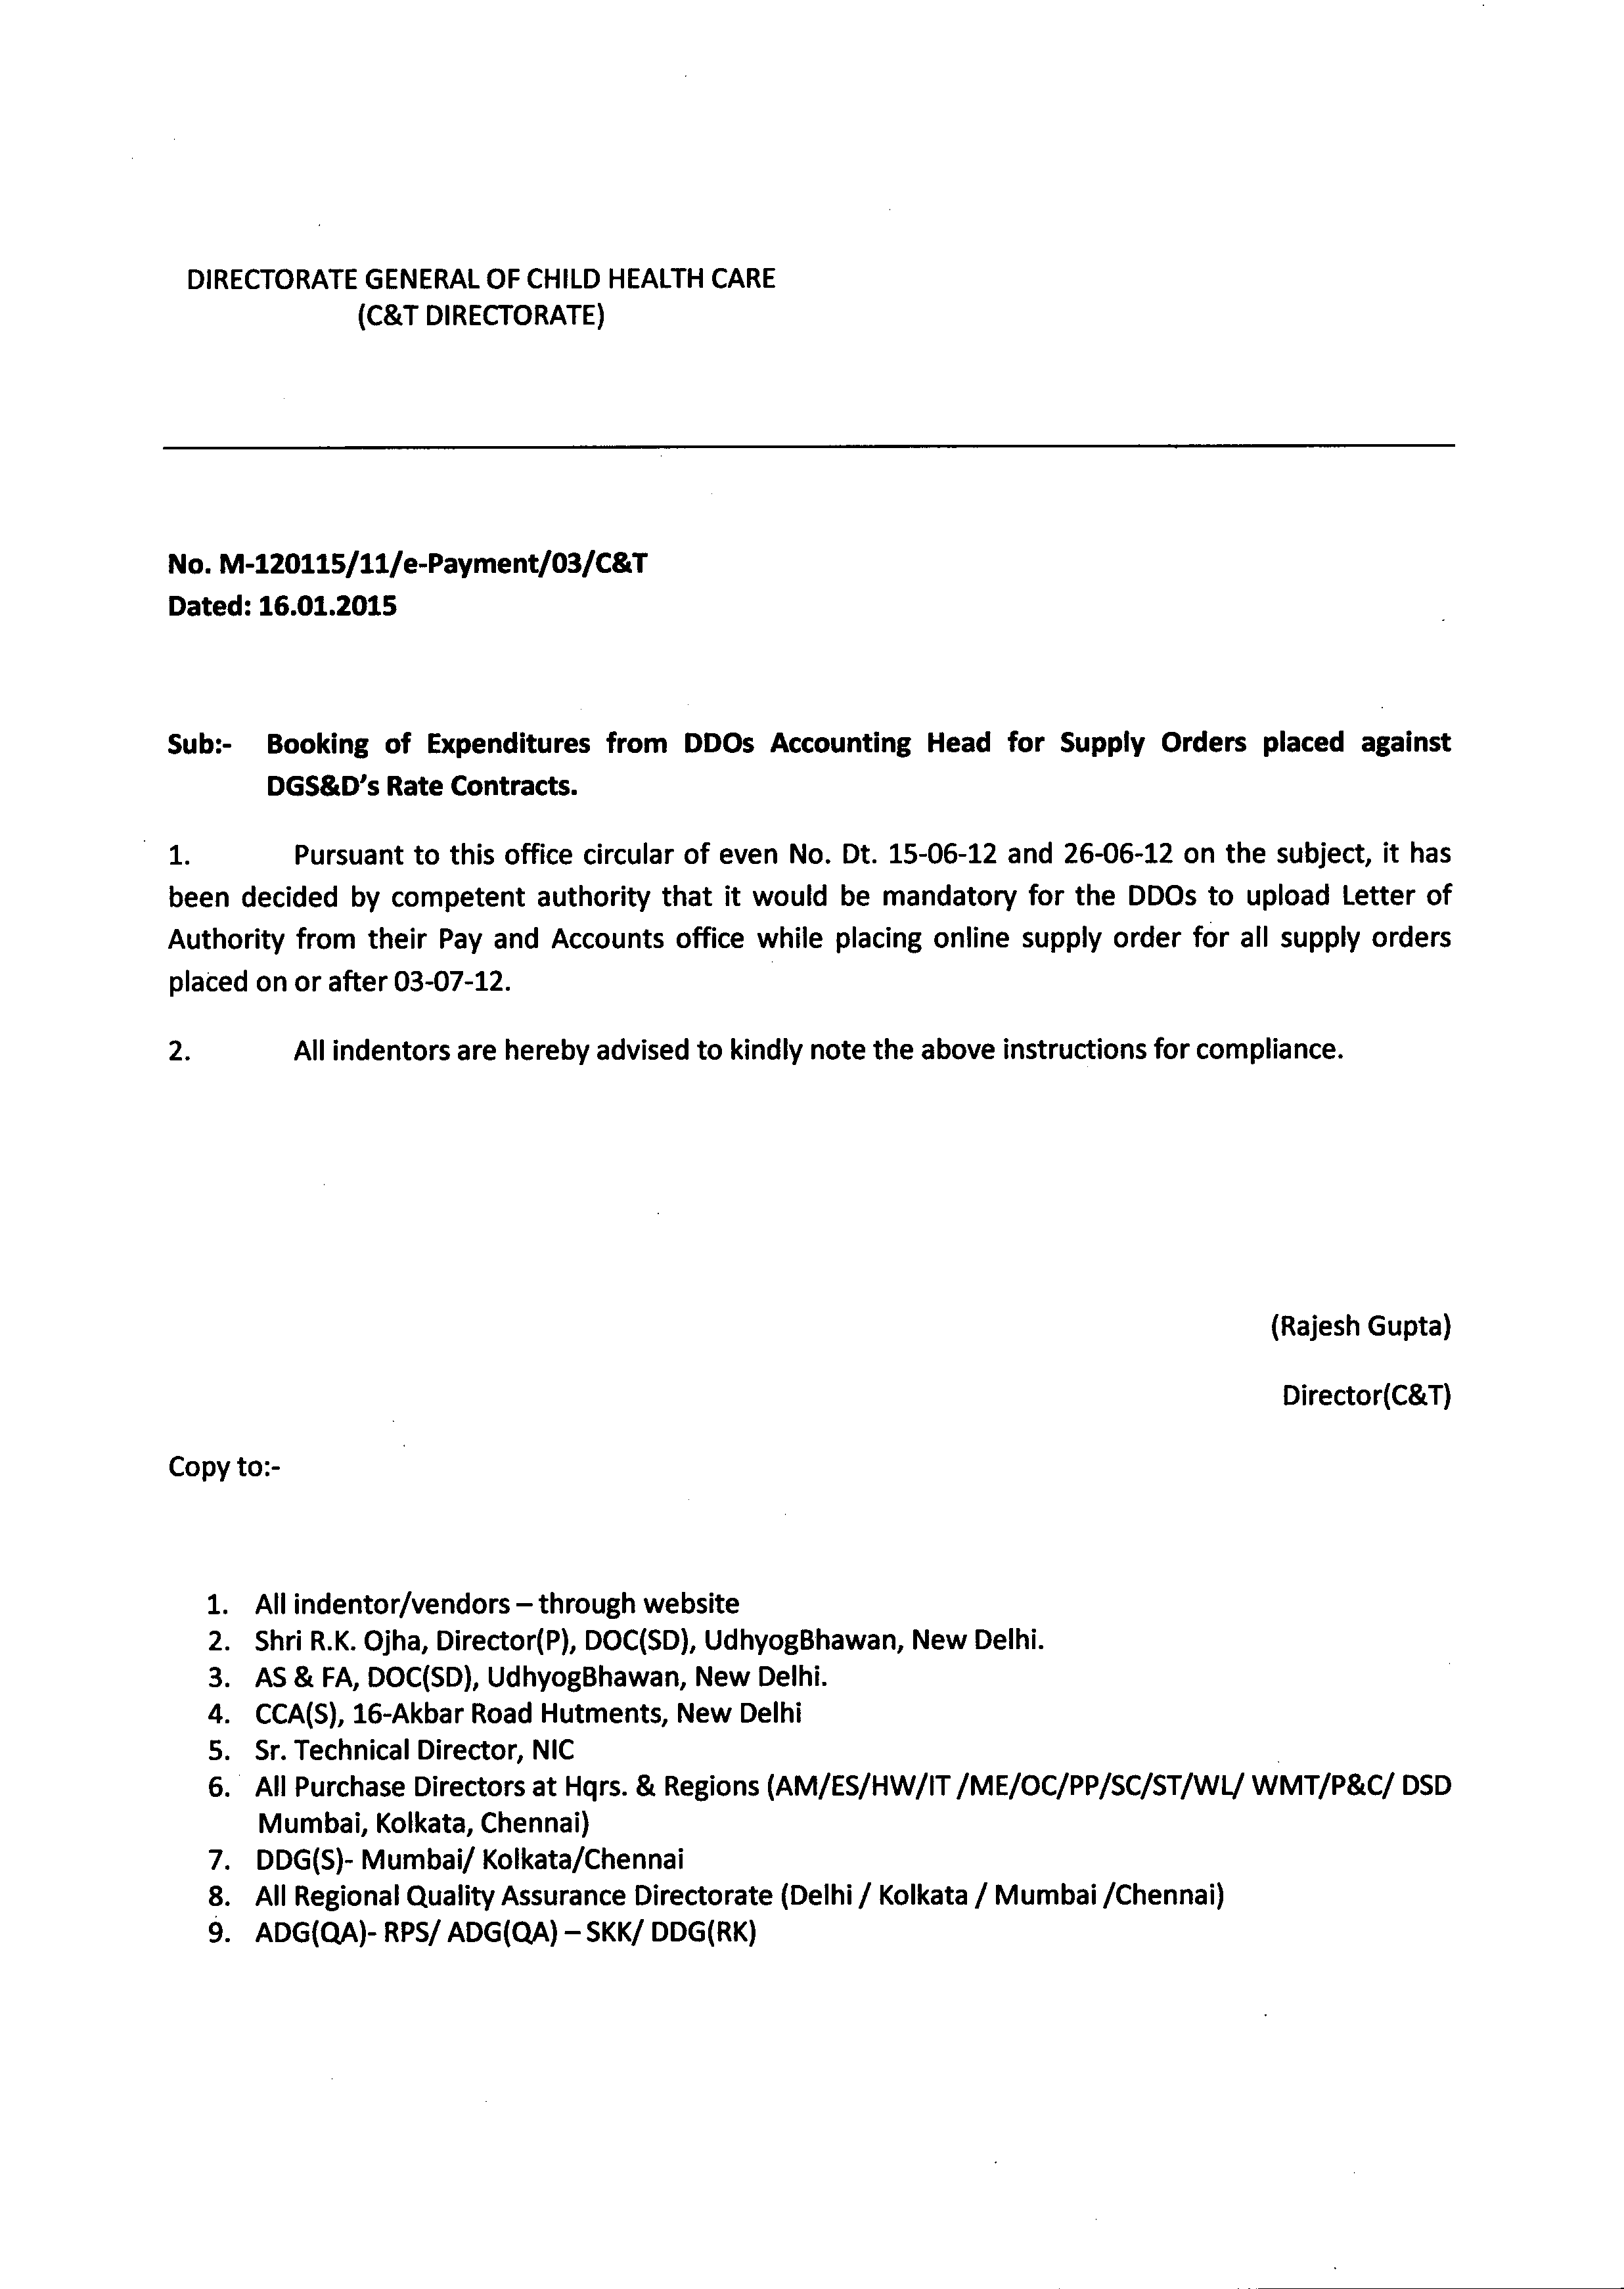 DIRECTORATE GENERAL OF CHILD HEALTH CARE
(C&T DIRECTORATE)
No. M-120115/11/e-Payment/03/C&T
Dated: 16.01.2015
Sub:- Booking of Expenditures from DDOs Accounting Head for Supply Orders placed against
DGS&D's Rate Contracts.
1. Pursuant to this office circular of even No. Dt. 15-06-12 and 26-06-12 on the subject, it has
been decided by competent authority that it would be mandatory for the DDOs to upload Letter of
Authority from their Pay and Accounts office while placing online supply order for all supply orders
placed on or after 03-07-12.
2. All indentors are hereby advised to kindly note the above instructions for compliance.
(Rajesh Gupta)
Director(C&T)
Copy to:-
1. All indentor/vendors – through website
2. Shri R.K. Ojha, Director(P), DOC(SD), UdhyogBhawan, New Delhi.
3. AS & FA, DOC(SD), UdhyogBhawan, New Delhi.
4. CCA(S), 16-Akbar Road Hutments, New Delhi
5. Sr. Technical Director, NIC
6. All Purchase Directors at Hqrs. & Regions (AM/ES/HW/IT /ME/OC/PP/SC/ST/WL/ WMT/P&C/ DSD
Mumbai, Kolkata, Chennai)
7. DDG(S)- Mumbai/ Kolkata/Chennai
8. All Regional Quality Assurance Directorate (Delhi / Kolkata / Mumbai /Chennai)
9. ADG(QA)- RPS/ ADG(QA) – SKK/ DDG(RK)